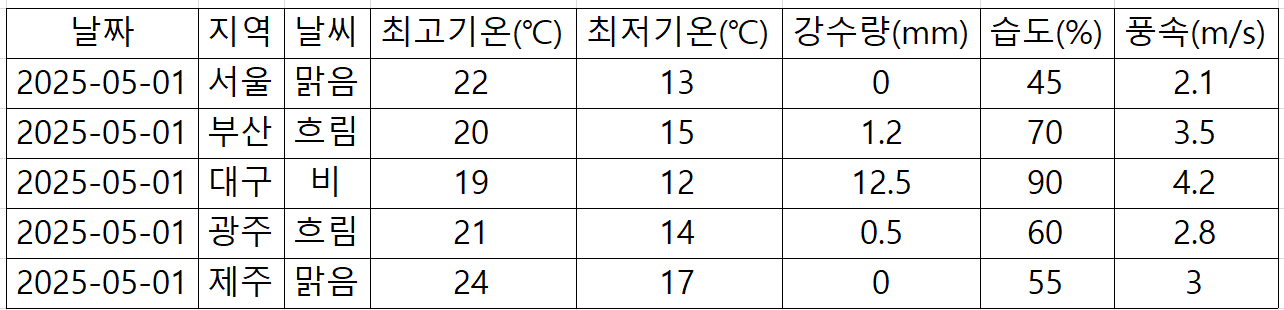 날짜 지역 날씨 최고기온(℃) 최저기온(℃) 강수량(mm) 습도(%) 풍속(m/s)
2025-05-01 서울 맑음 22 13 0 45 2.1
2025-05-01 부산 흐림 20 15 1.2 70 3.5
2025-05-01 대구 비 19 12 12.5 90 4.2
2025-05-01 광주 흐림 21 14 0.5 60 2.8
2025-05-01 제주 맑음 24 17 0 55 3